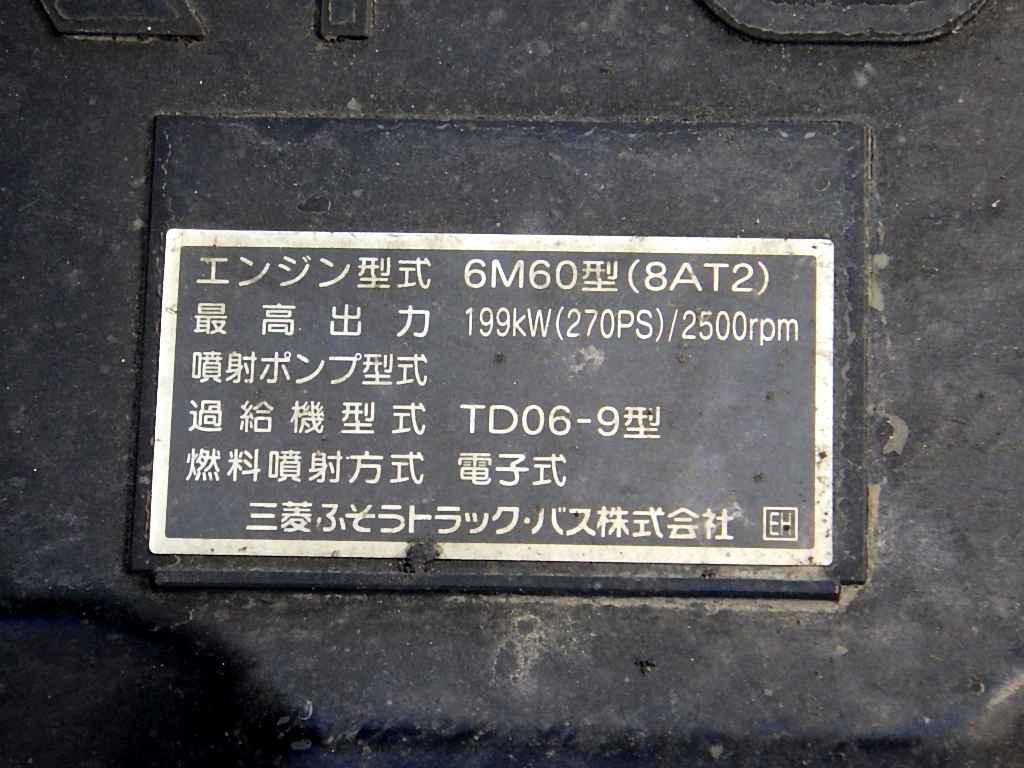 エンジン型式 6M60型(8AT2)
最高出力 199kW(270PS)/2500rpm
噴射ポンプ型式
過給機型式 TD06-9型
燃料噴射方式 電子式
三菱ふそうトラック・バス株式会社 EH